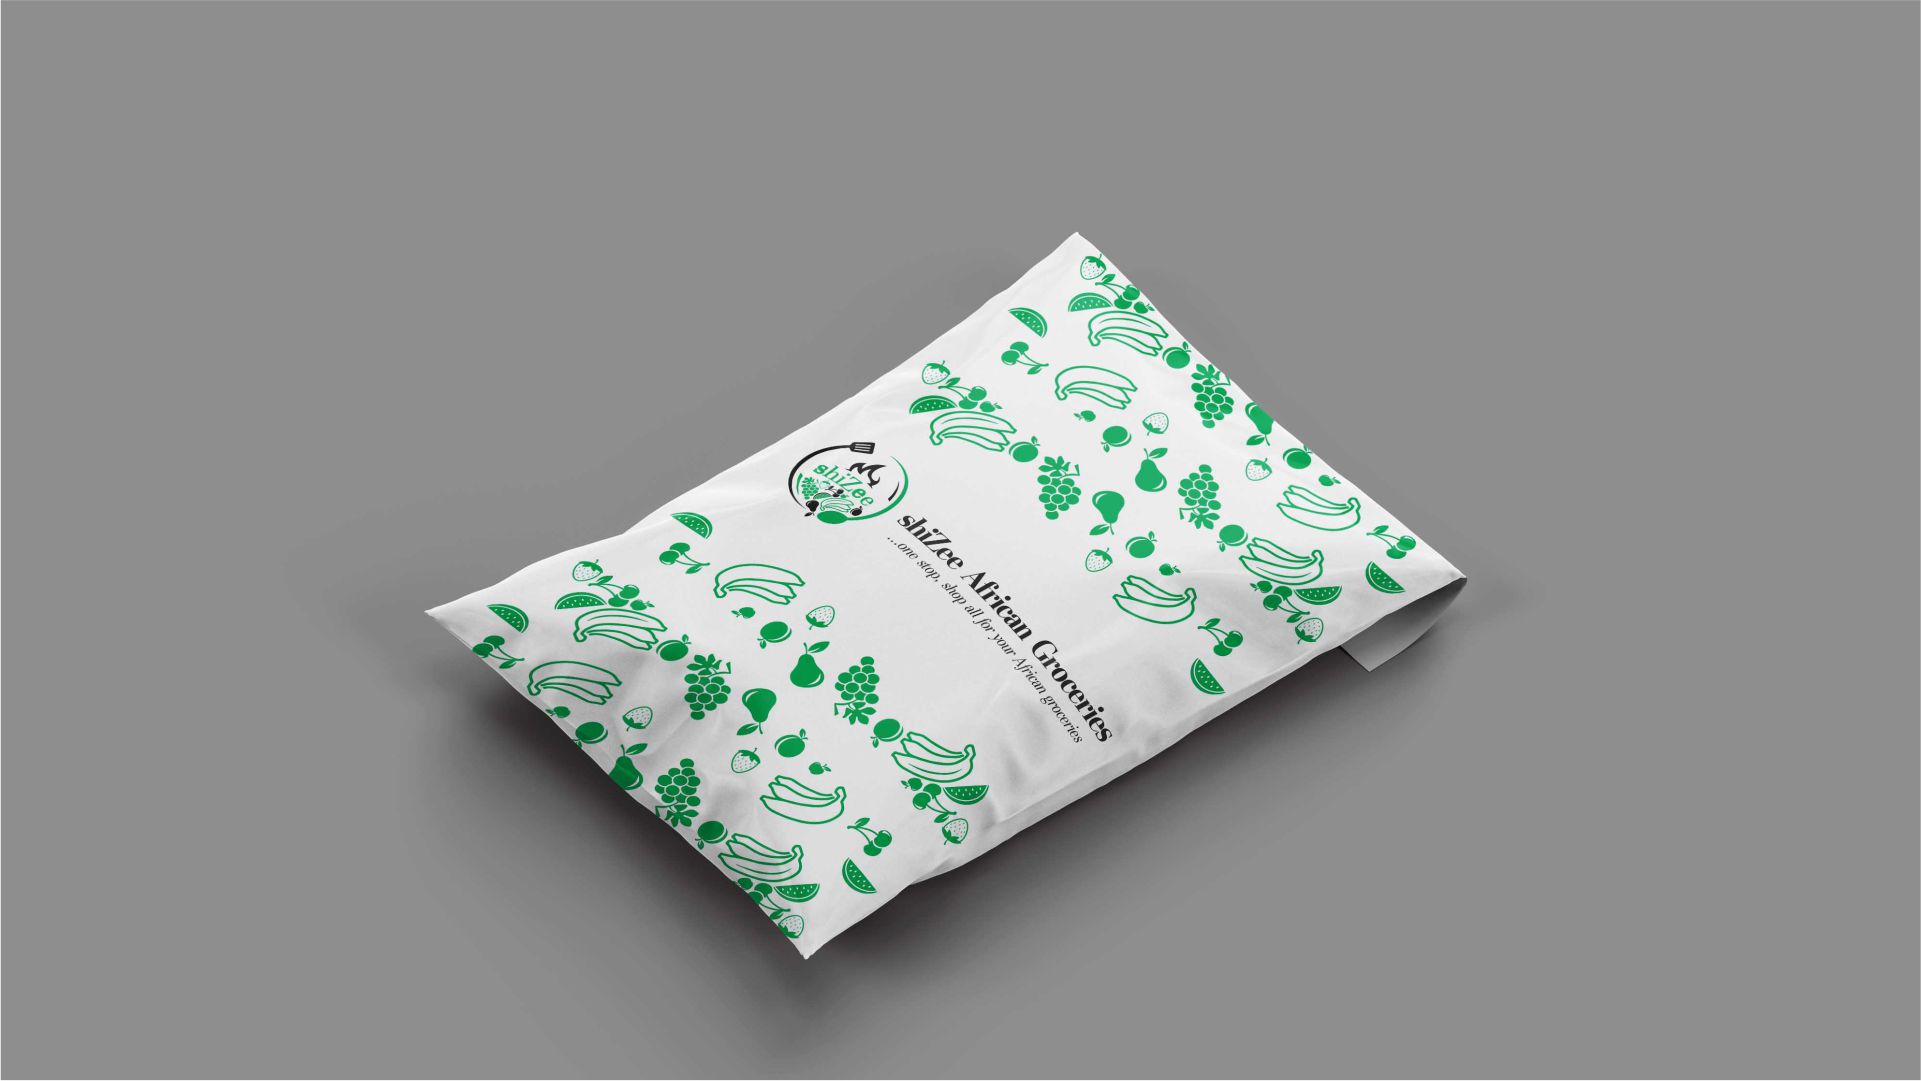 shiZee
shiZee African Groceries
...one stop, shop all for your African groceries